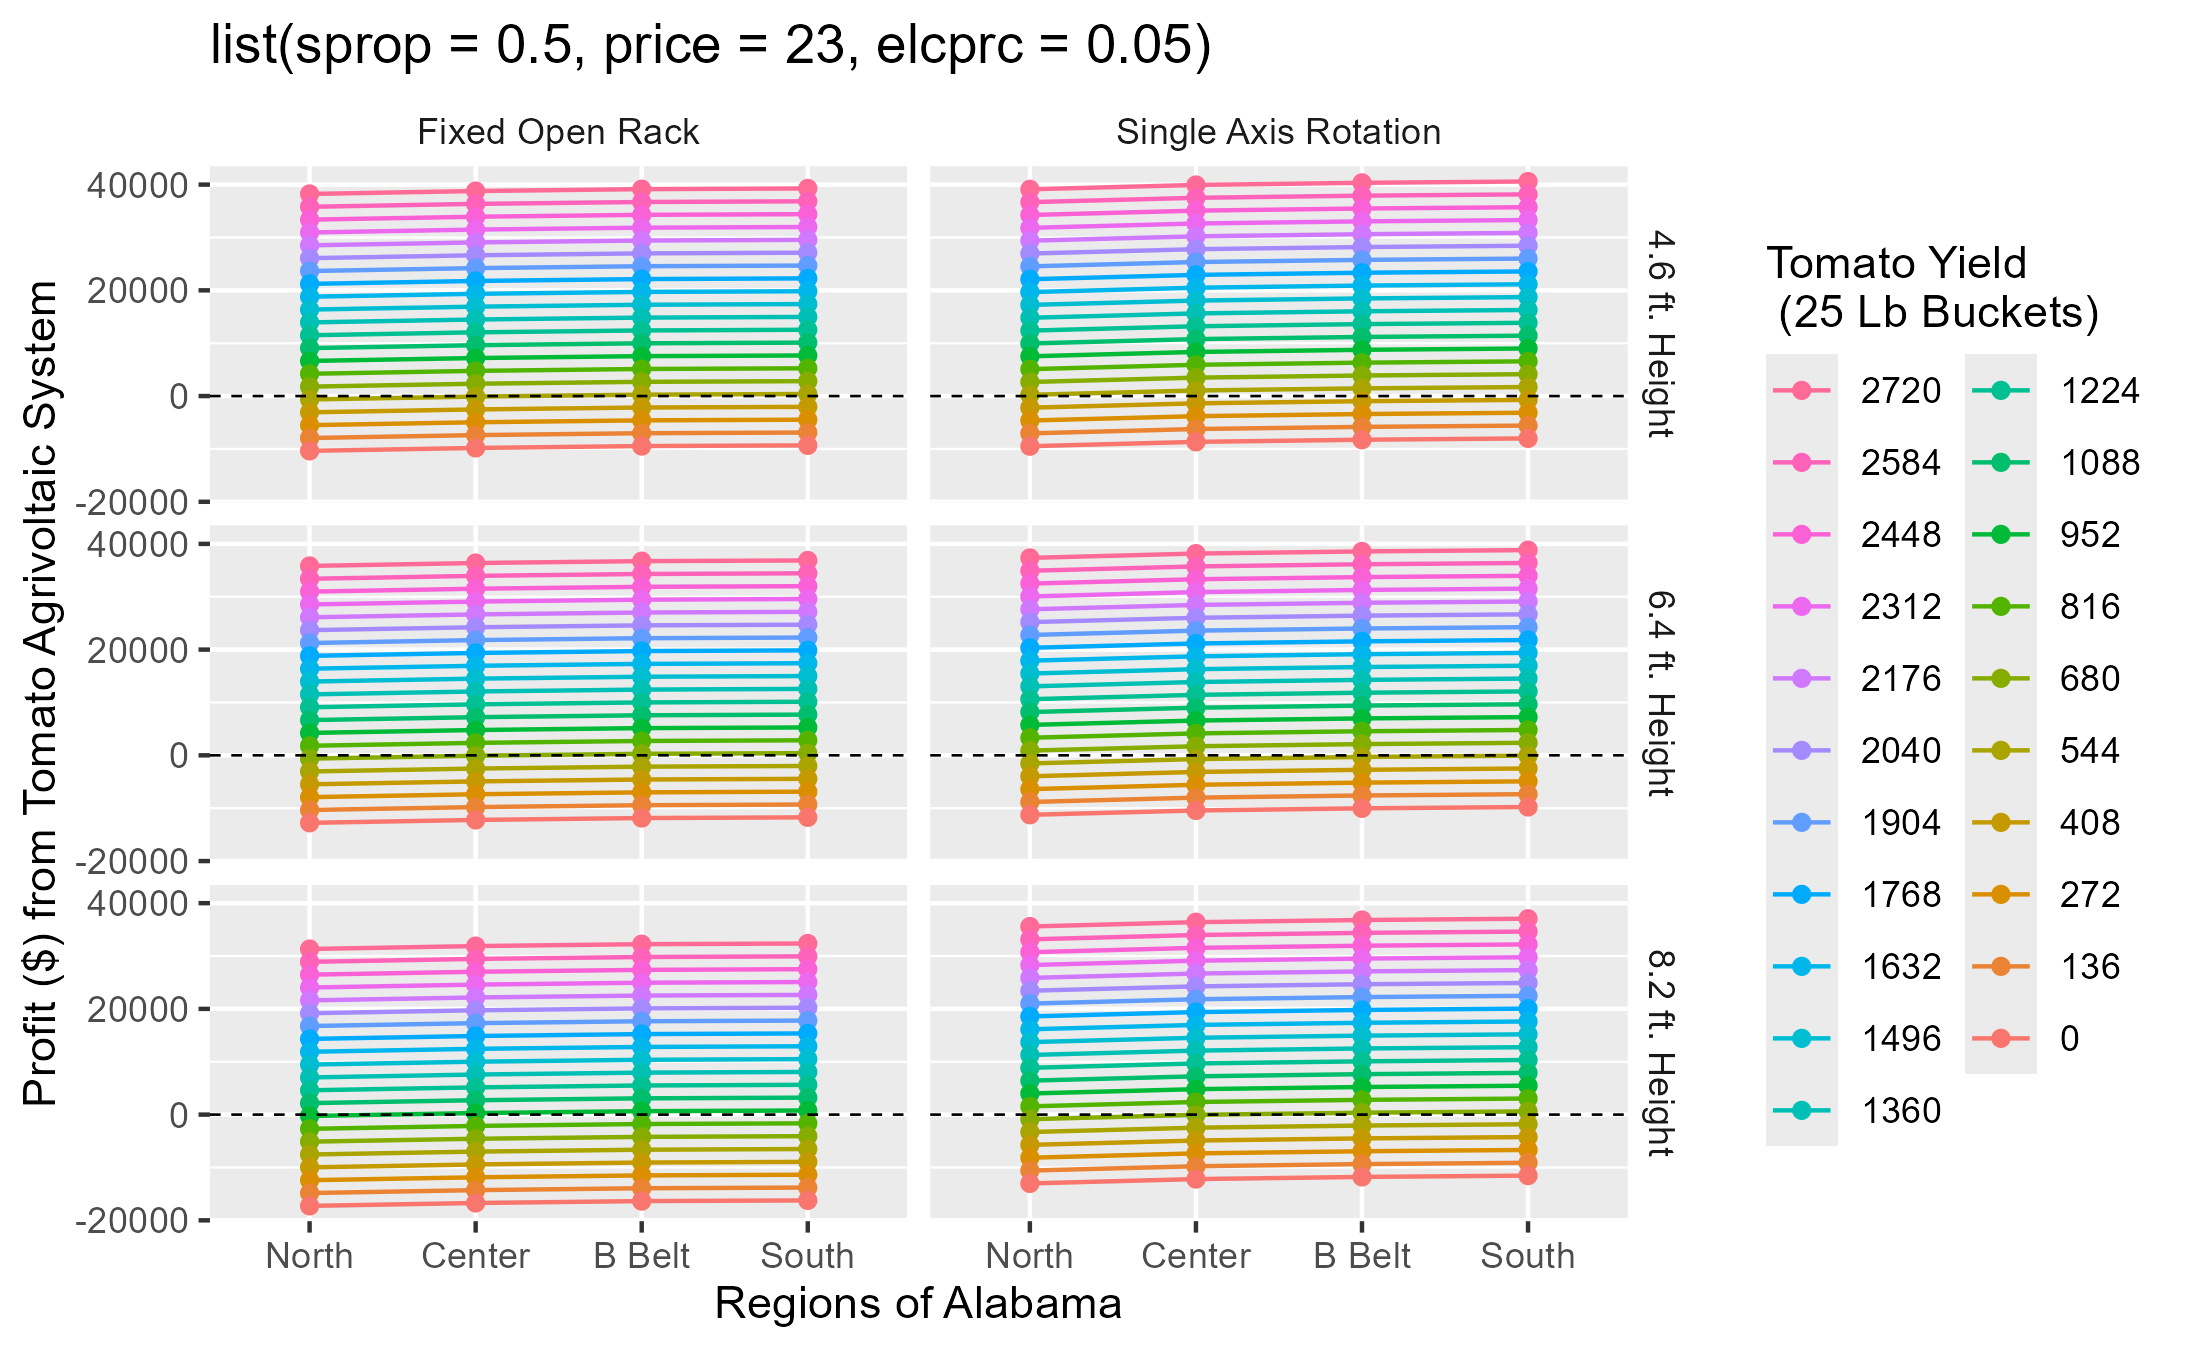 list(sprop = 0.5, price = 23, elcprc = 0.05)
Fixed Open Rack
Single Axis Rotation
Profit ($) from Tomato Agrivoltaic System
40000
20000
0
-20000
4.6 ft. Height
40000
20000
0
-20000
6.4 ft. Height
40000
20000
0
-20000
8.2 ft. Height
North
Center
B Belt
South
North
Center
B Belt
South
Regions of Alabama
Tomato Yield
(25 Lb Buckets)
2720
2584
2448
2312
2176
2040
1904
1768
1632
1496
1360
1224
1088
952
816
680
544
408
272
136
0